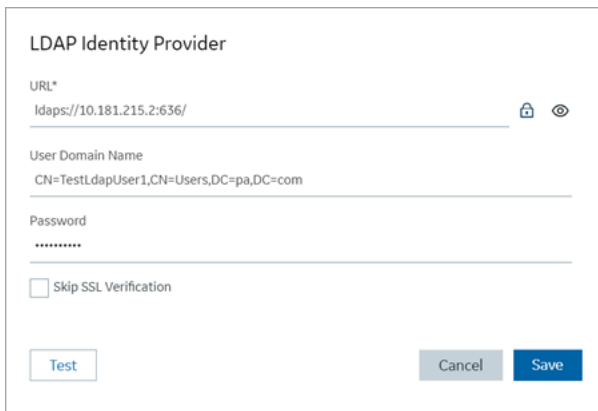 LDAP Identity Provider
URL*
ldaps://10.181.215.2:636/
User Domain Name
CN=TestLdapUser1,CN=Users,DC=pa,DC=com
Password
••••••••••
Skip SSL Verification
Test
Cancel
Save